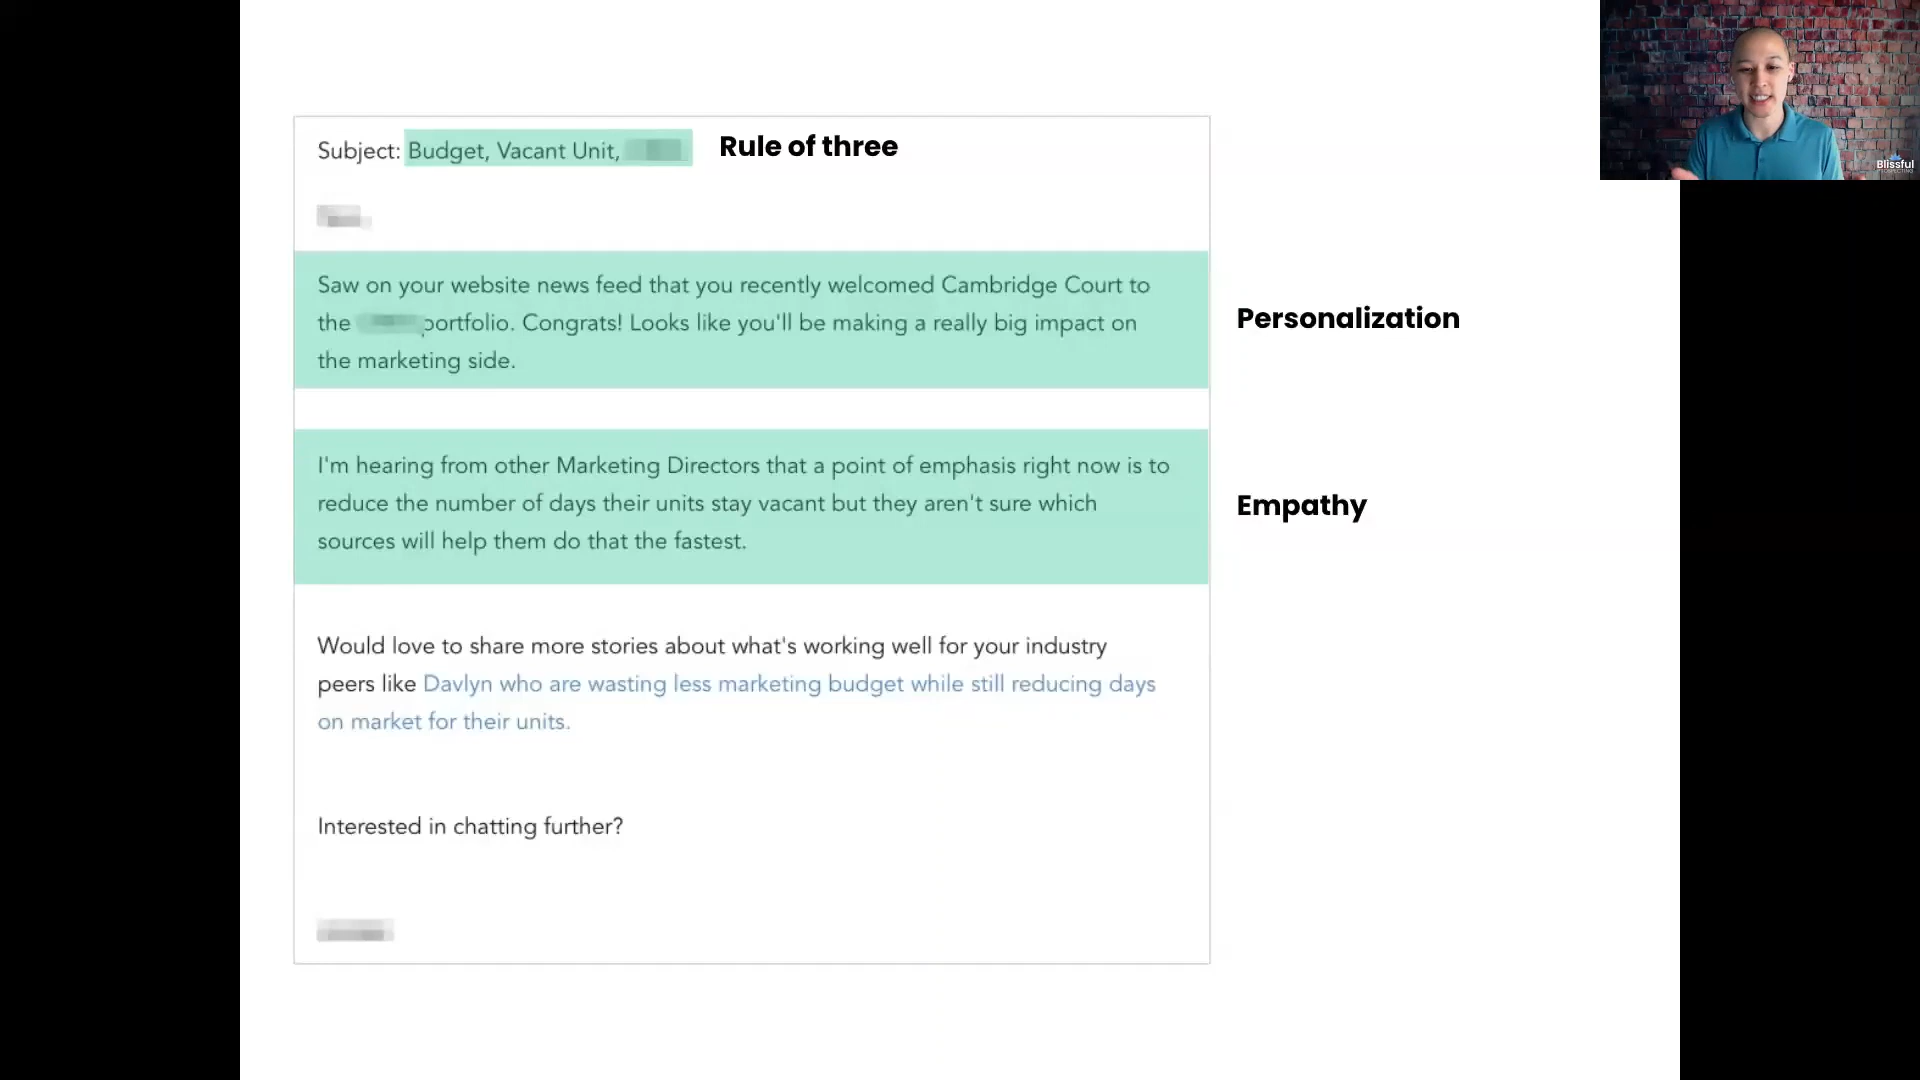 Blissful
Subject: Budget, Vacant Unit,
Rule of three
Saw on your website news feed that you recently welcomed Cambridge Court to
the portfolio. Congrats! Looks like you'll be making a really big impact on
the marketing side.
Personalization
I'm hearing from other Marketing Directors that a point of emphasis right now is to
reduce the number of days their units stay vacant but they aren't sure which
sources will help them do that the fastest.
Empathy
Would love to share more stories about what's working well for your industry
peers like Davlyn who are wasting less marketing budget while still reducing days
on market for their units.
Interested in chatting further?